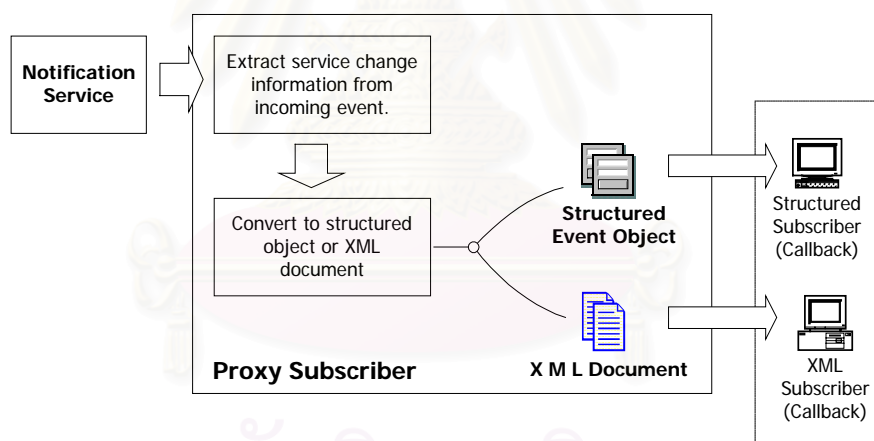 Notification
Service
Extract service change
information from
incoming event.
Convert to structured
object or XML
document
Structured
Event Object
X M L Document
Proxy Subscriber
Structured
Subscriber
(Callback)
XML
Subscriber
(Callback)